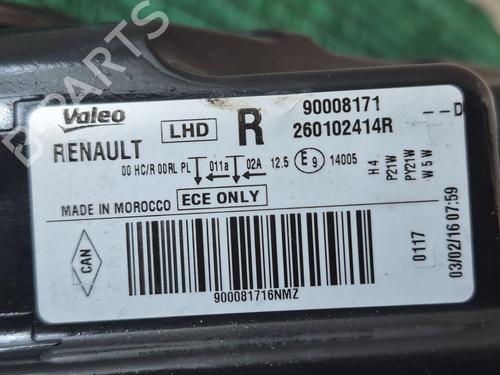 Valeo
LHD
R
90008171
260102414R
D
RENAULT
00 HC/R 00RL PL 011a 02A 12.5 E9 14005
H4
P21W
PY21W
W5W
MADE IN MOROCCO
ECE ONLY
CAN
900081716NMZ
0117
03/02/16 07:59
B-PARTS